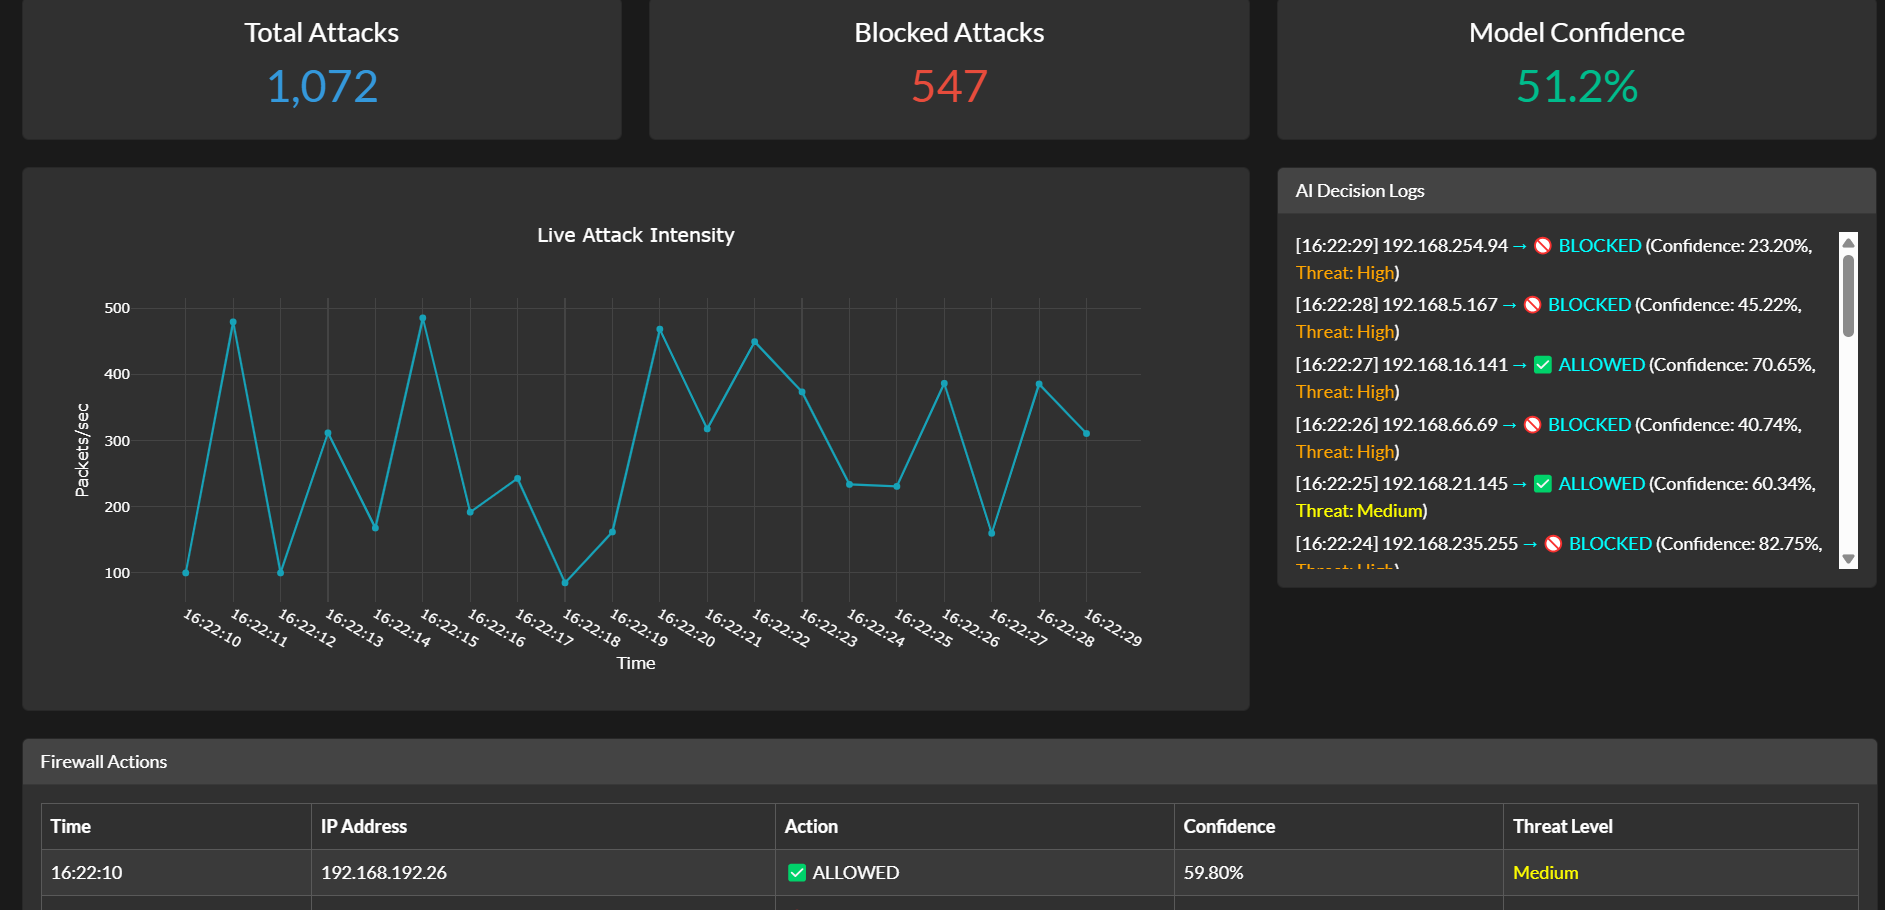 Total Attacks
1,072
Blocked Attacks
547
Model Confidence
51.2%
Live Attack Intensity
500
400
300
200
100
Packets/sec
16:22:10
16:22:11
16:22:12
16:22:13
16:22:14
16:22:15
16:22:16
16:22:17
16:22:18
16:22:19
16:22:20
16:22:21
16:22:22
16:22:23
16:22:24
16:22:25
16:22:26
16:22:27
16:22:28
16:22:29
Time
AI Decision Logs
[16:22:29] 192.168.254.94 → 🚫 BLOCKED (Confidence: 23.20%,
Threat: High)
[16:22:28] 192.168.5.167 → 🚫 BLOCKED (Confidence: 45.22%,
Threat: High)
[16:22:27] 192.168.16.141 → ✅ ALLOWED (Confidence: 70.65%,
Threat: High)
[16:22:26] 192.168.66.69 → 🚫 BLOCKED (Confidence: 40.74%,
Threat: High)
[16:22:25] 192.168.21.145 → ✅ ALLOWED (Confidence: 60.34%,
Threat: Medium)
[16:22:24] 192.168.235.255 → 🚫 BLOCKED (Confidence: 82.75%,
Threat: High)
Firewall Actions
Time IP Address Action Confidence Threat Level
16:22:10 192.168.192.26 ✅ ALLOWED 59.80% Medium